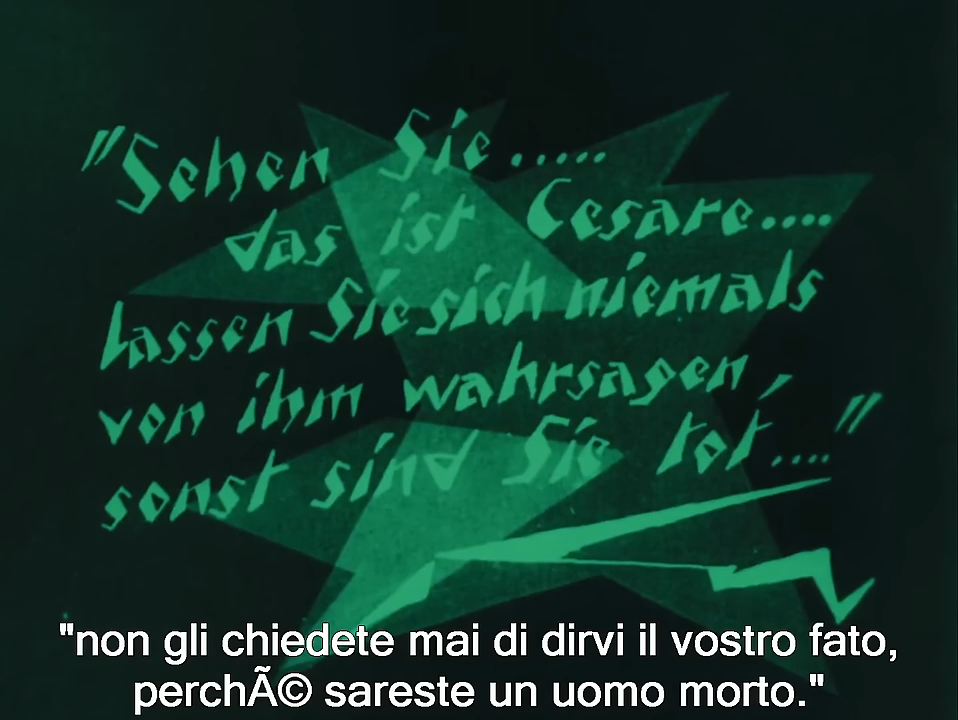 "Sehen Sie.....
das ist Cesare....
lassen Sie sich niemals
von ihm wahrsagen,
sonst sind Sie tot...."
"non gli chiedete mai di dirvi il vostro fato,
perchÃ© sareste un uomo morto."